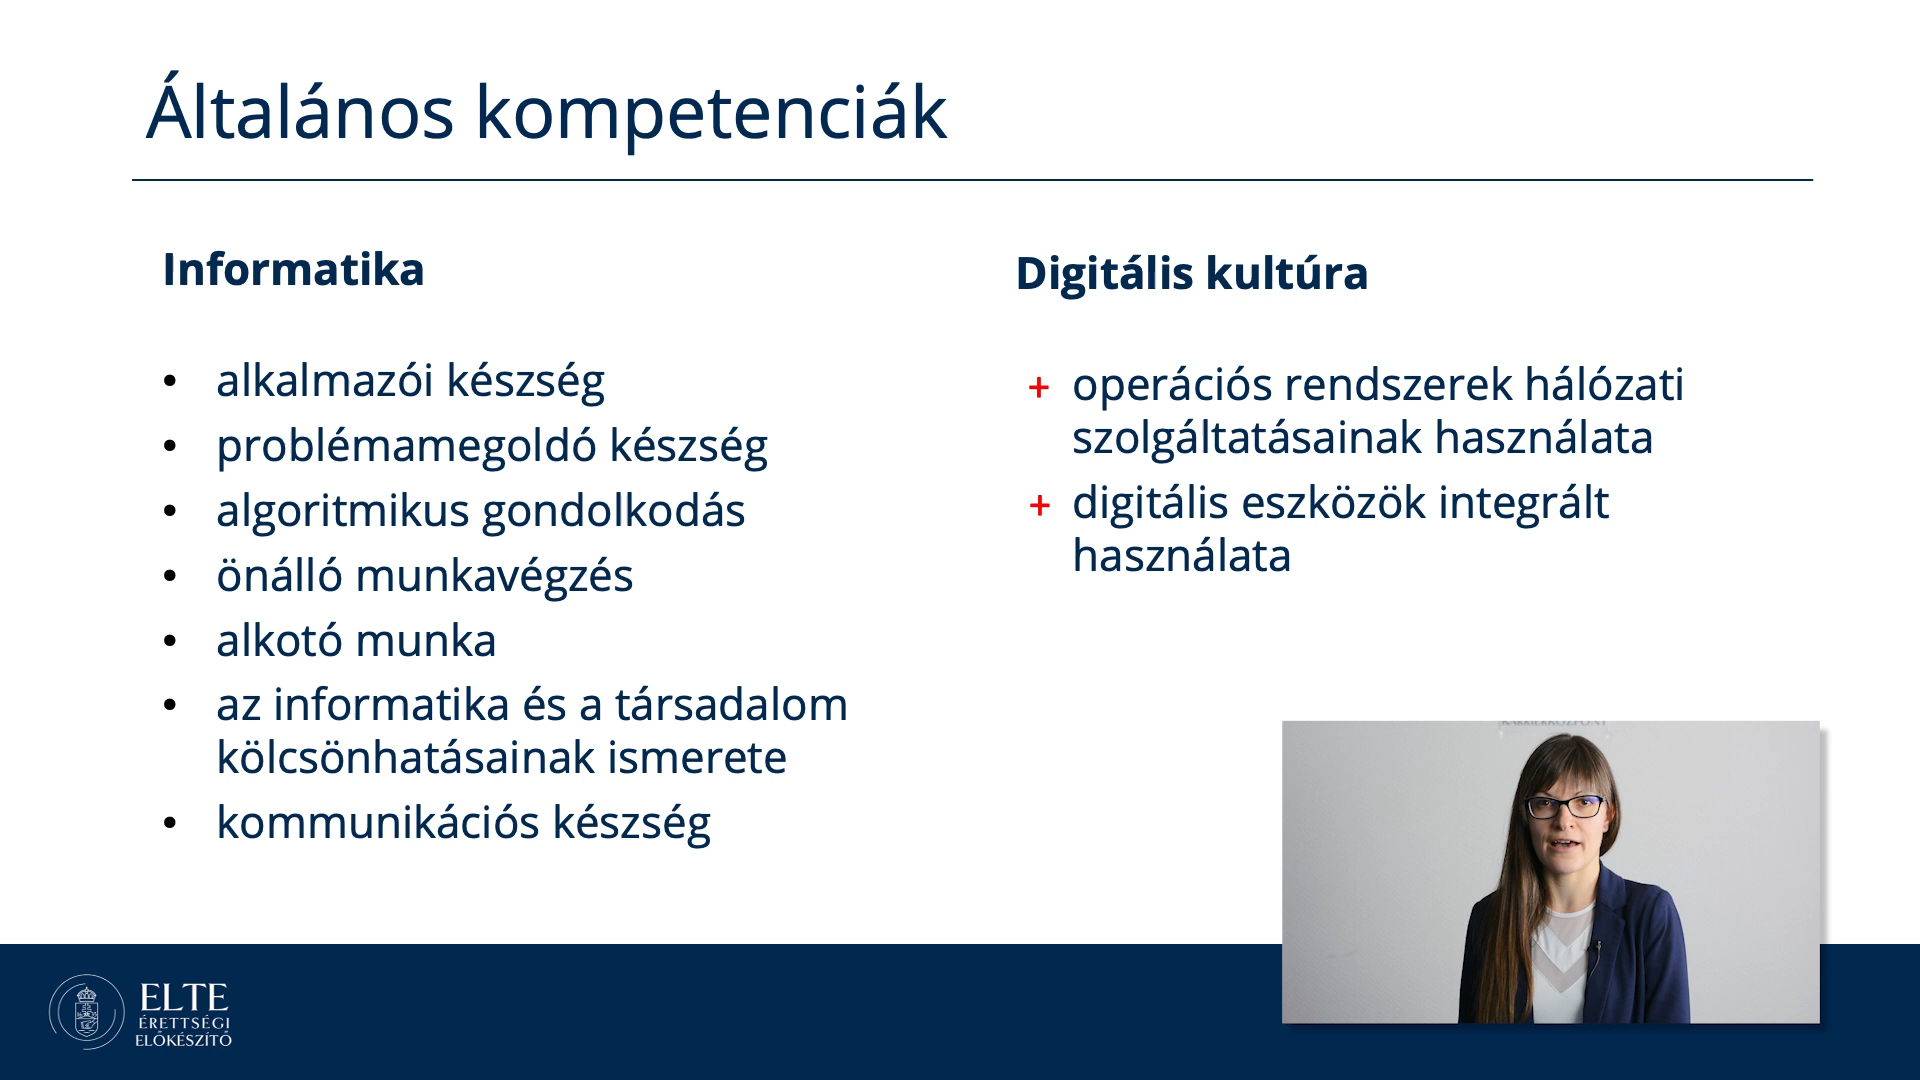 Általános kompetenciák
Informatika
• alkalmazói készség
• problémamegoldó készség
• algoritmikus gondolkodás
• önálló munkavégzés
• alkotó munka
• az informatika és a társadalom
kölcsönhatásainak ismerete
• kommunikációs készség
Digitális kultúra
+ operációs rendszerek hálózati
szolgáltatásainak használata
+ digitális eszközök integrált
használata
ELTE
ÉRETTSÉGI
ELŐKÉSZÍTŐ